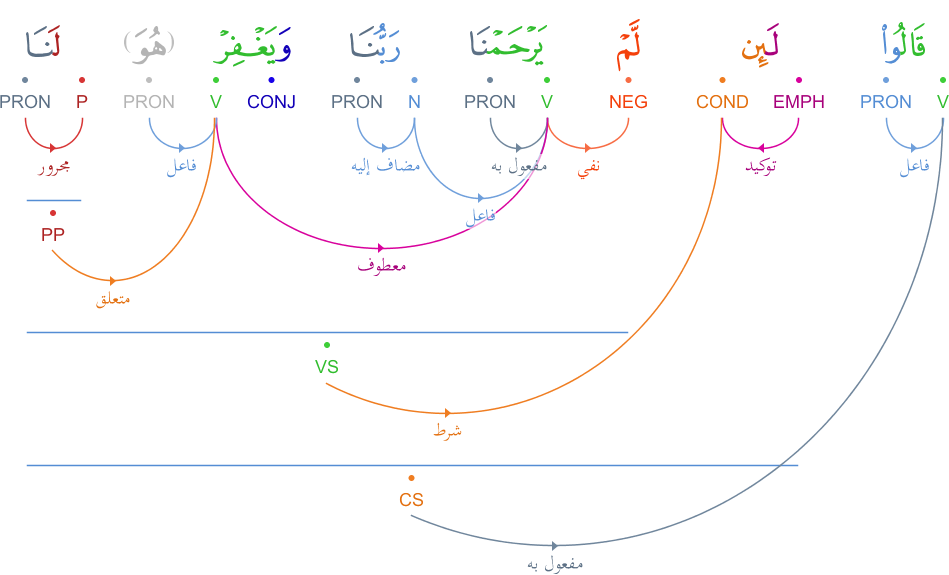 قَالُوا۟ لَئِن لَّمْ يَرْحَمْنَا رَبُّنَا وَيَغْفِرْ (هُوَ) لَنَا
V PRON EMPH COND NEG V PRON N PRON CONJ V PRON P PRON
فاعل توكيد نفي مفعول به مضاف إليه فاعل مجرور
فاعل
PP
معطوف
متعلق
VS
شرط
CS
مفعول به